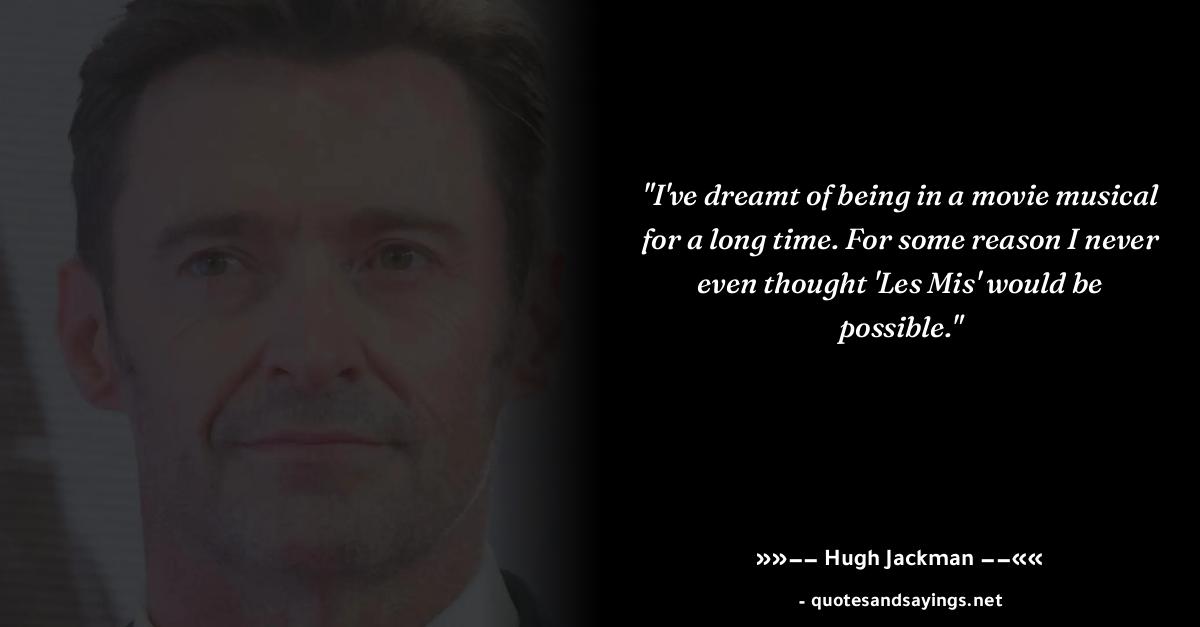 "I've dreamt of being in a movie musical
for a long time. For some reason I never
even thought 'Les Mis' would be
possible."
»»−− Hugh Jackman −−««
- quotesandsayings.net